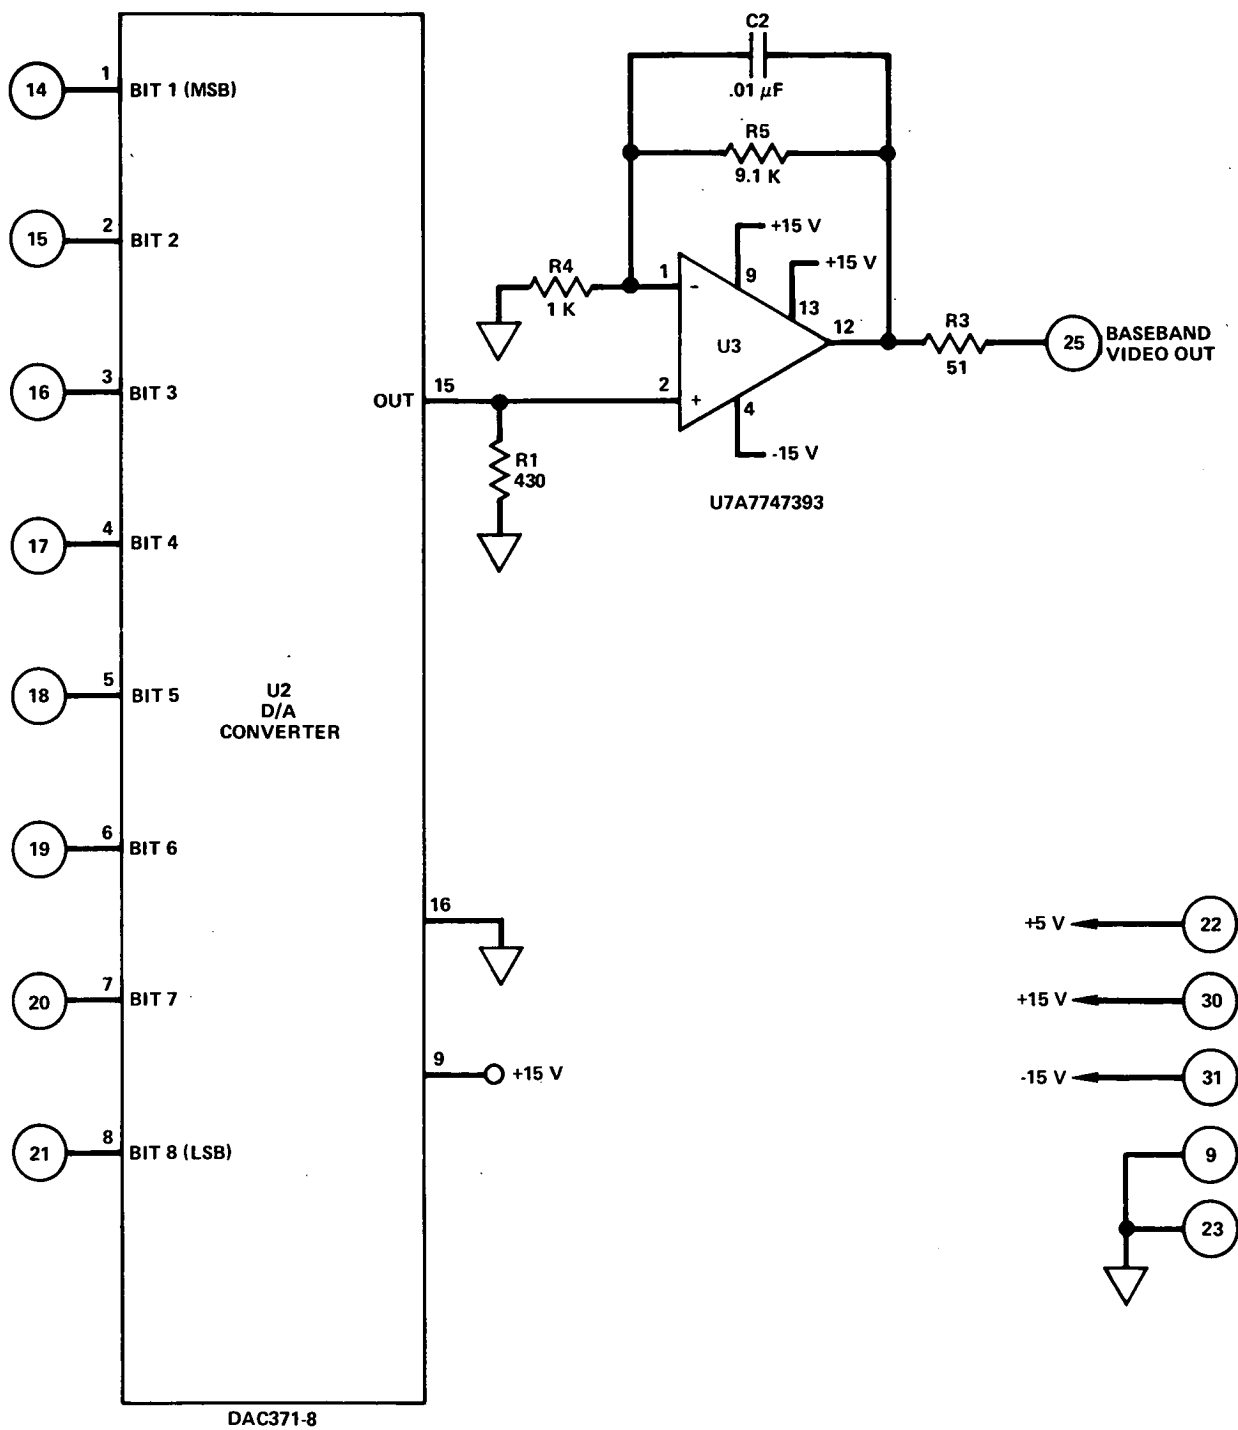 C2
.01 μF
R5
9.1 K
14
1
BIT 1 (MSB)
15
2
BIT 2
16
3
BIT 3
17
4
BIT 4
18
5
BIT 5
19
6
BIT 6
20
7
BIT 7
21
8
BIT 8 (LSB)
U2
D/A
CONVERTER
OUT
15
16
9
+15 V
DAC371-8
R1
430
R4
1 K
1
-
2
+
U3
+15 V
9
+15 V
13
12
4
-15 V
U7A7747393
R3
51
25
BASEBAND
VIDEO OUT
+5 V
22
+15 V
30
-15 V
31
9
23